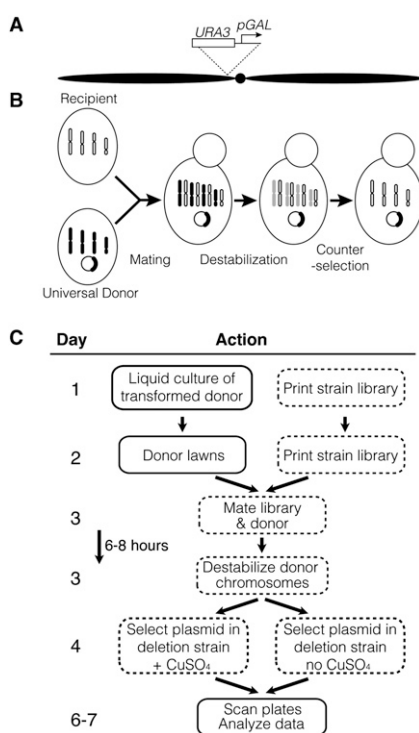 A
URA3 pGAL
B
Recipient
Universal Donor
Mating
Destabilization
Counter
-selection
C
Day Action
1
Liquid culture of
transformed donor
Print strain library
2
Donor lawns
Print strain library
3
Mate library
& donor
6-8 hours
3
Destabilize donor
chromosomes
4
Select plasmid in
deletion strain
+ CuSO₄
Select plasmid in
deletion strain
no CuSO₄
6-7
Scan plates
Analyze data